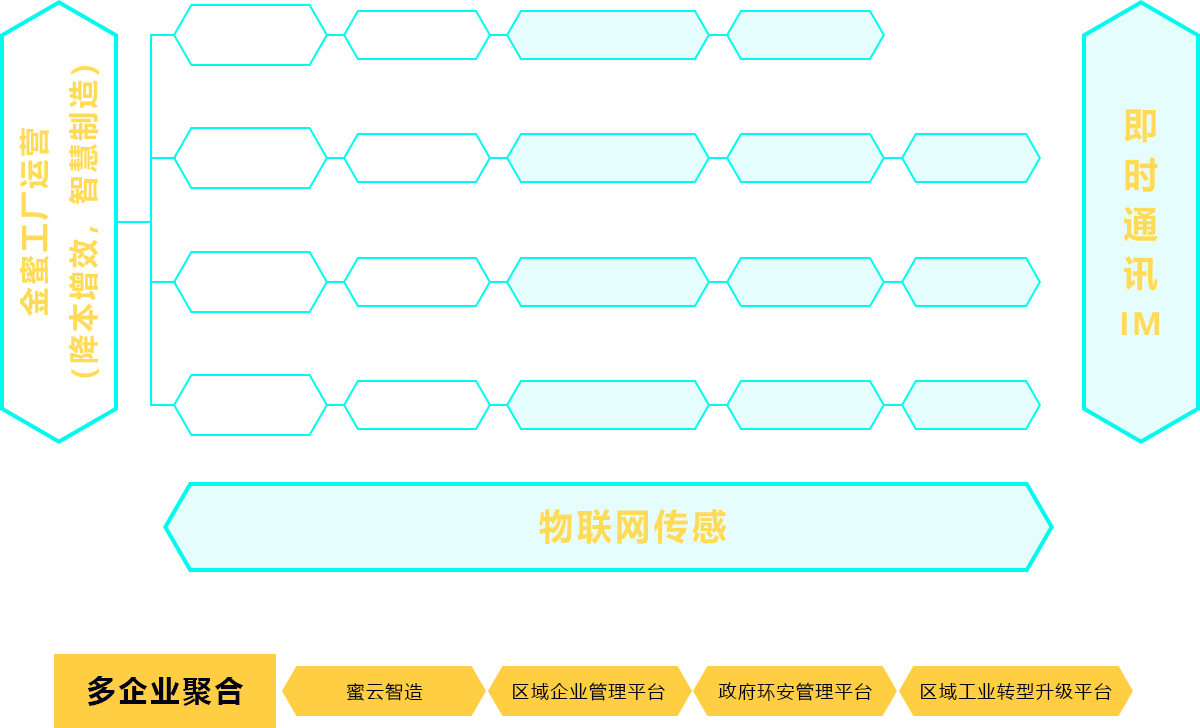 金蜜工厂运营
(降本增效，智慧制造)
即时通讯IM
物联网传感
多企业聚合
蜜云智造
区域企业管理平台
政府环安管理平台
区域工业转型升级平台